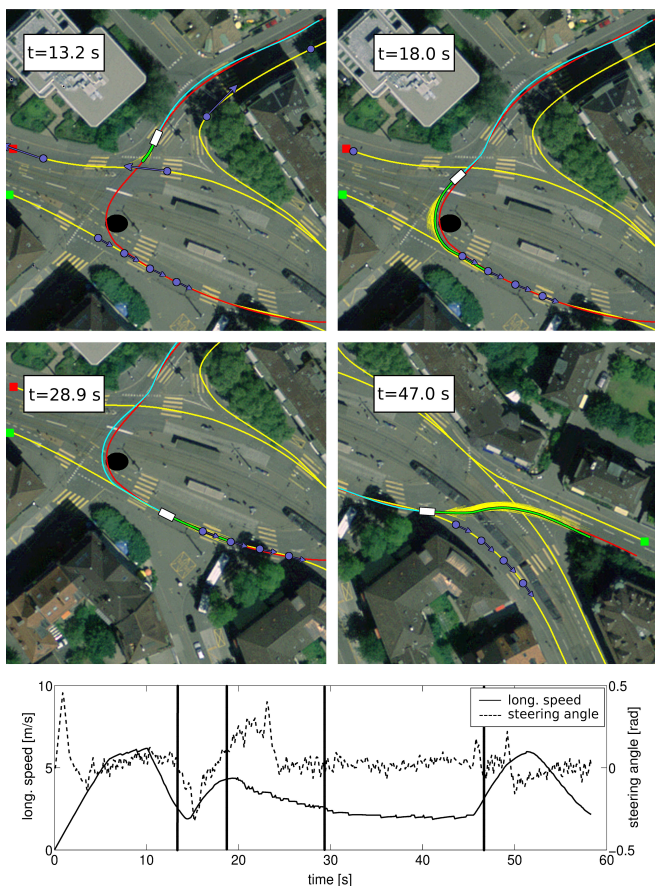 t=13.2 s
t=18.0 s
t=28.9 s
t=47.0 s
long. speed
steering angle
long. speed [m/s]
10
5
0
steering angle [rad]
0.5
0
-0.5
0 10 20 30 40 50 60
time [s]